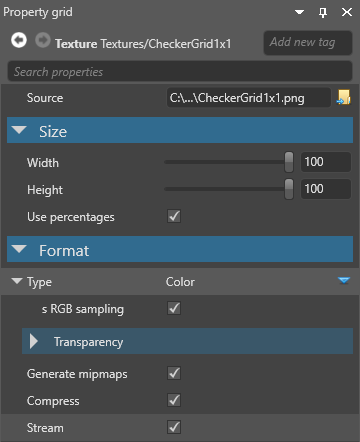 Property grid
Texture Textures/CheckerGrid1x1
Add new tag
Search properties
Source C:\...\CheckerGrid1x1.png
Size
Width 100
Height 100
Use percentages
Format
Type Color
s RGB sampling
Transparency
Generate mipmaps
Compress
Stream